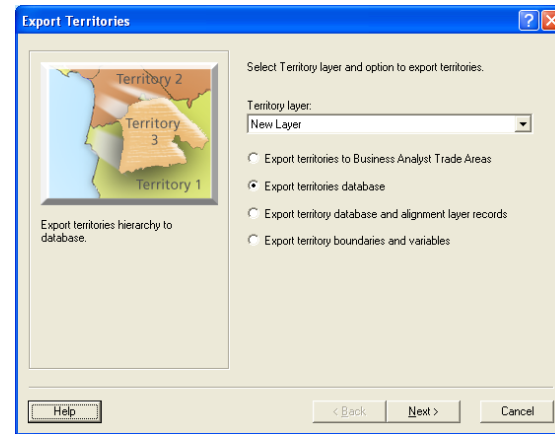 Export Territories
Territory 2
Territory
3
Territory 1
Export territories hierarchy to
database.
Select Territory layer and option to export territories.
Territory layer:
New Layer
Export territories to Business Analyst Trade Areas
Export territories database
Export territory database and alignment layer records
Export territory boundaries and variables
Help
< Back
Next >
Cancel